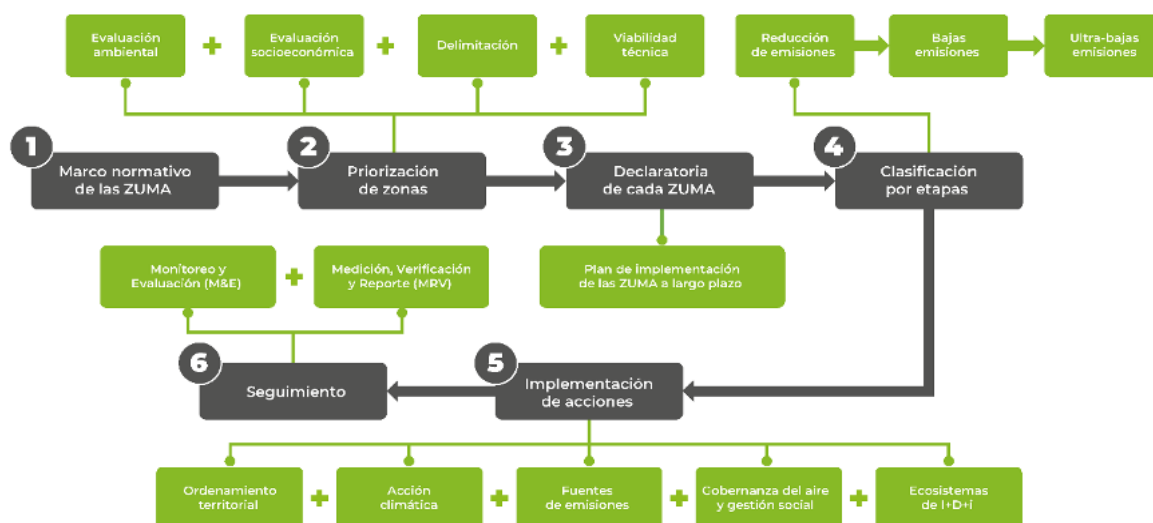 Evaluación
ambiental
+
Evaluación
socioeconómica
+
Delimitación
+
Viabilidad
técnica
Reducción
de emisiones
Bajas
emisiones
Ultra-bajas
emisiones
1
Marco normativo
de las ZUMA
2
Priorización
de zonas
3
Declaratoria
de cada ZUMA
4
Clasificación
por etapas
Monitoreo y
Evaluación (M&E)
+
Medición, Verificación
y Reporte (MRV)
Plan de implementación
de las ZUMA a largo plazo
6
Seguimiento
5
Implementación
de acciones
Ordenamiento
territorial
+
Acción
climática
+
Fuentes
de emisiones
+
Gobernanza del aire
y gestión social
+
Ecosistemas
de I+D+i